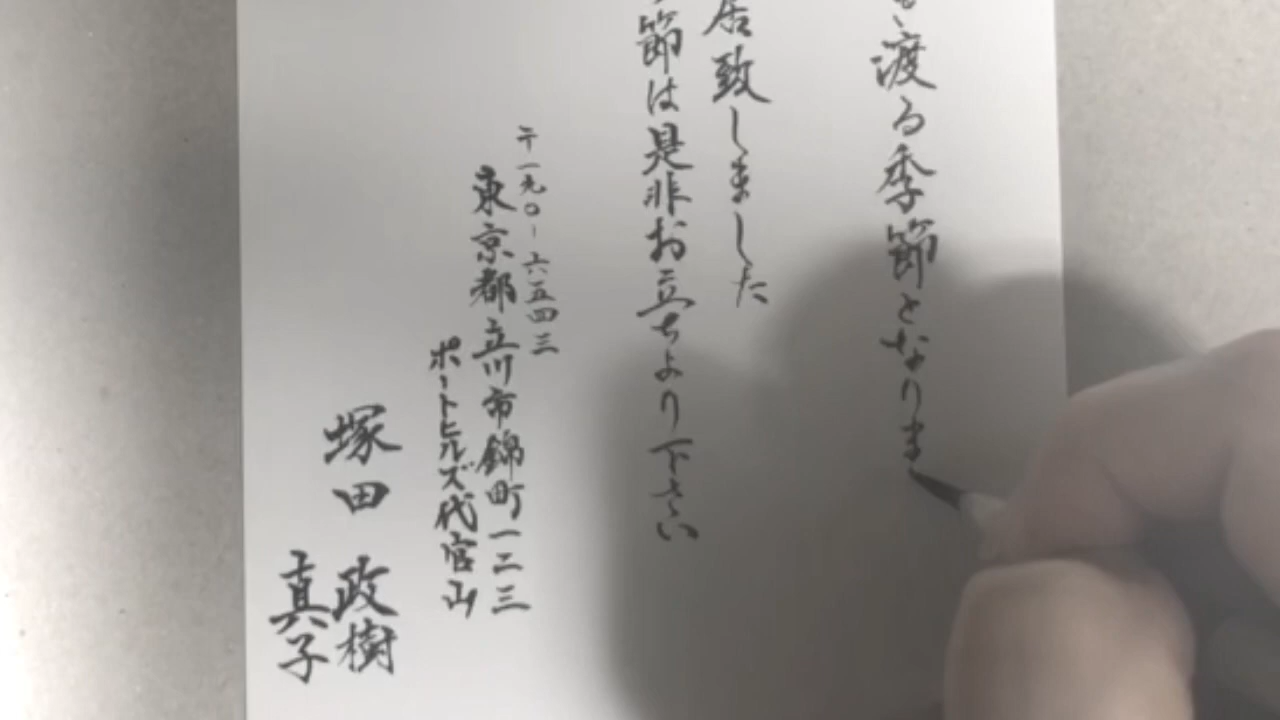 渡る季節となりま
居致しました
節は是非お立ちより下さい
〒一九〇-六五四三
東京都立川市錦町一二三
ポートヒルズ代官山
塚田 政樹
真子